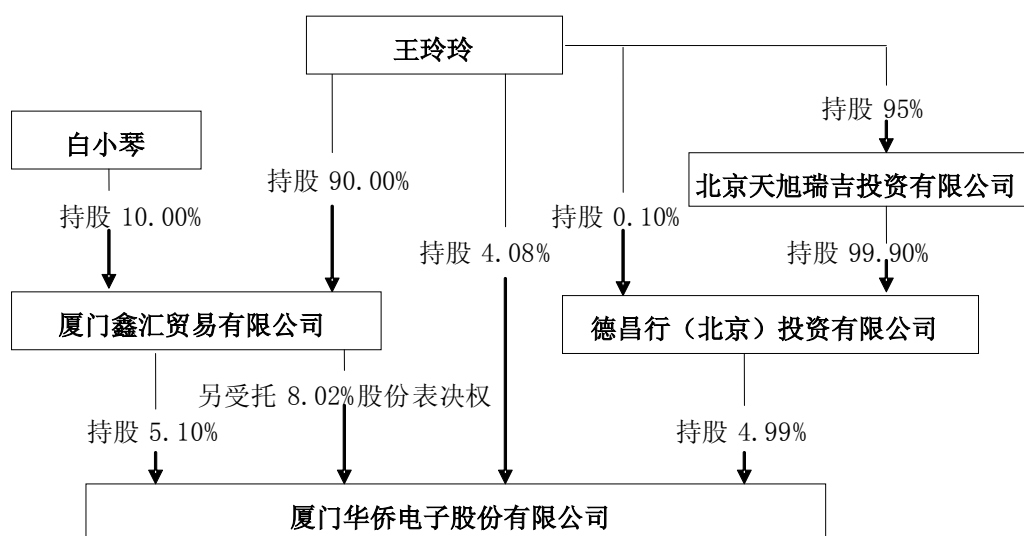 王玲玲
白小琴
持股 95%
北京天旭瑞吉投资有限公司
持股 90.00%
持股 10.00%
持股 0.10%
持股 4.08%
持股 99.90%
厦门鑫汇贸易有限公司
德昌行（北京）投资有限公司
另受托 8.02%股份表决权
持股 5.10%
持股 4.99%
厦门华侨电子股份有限公司